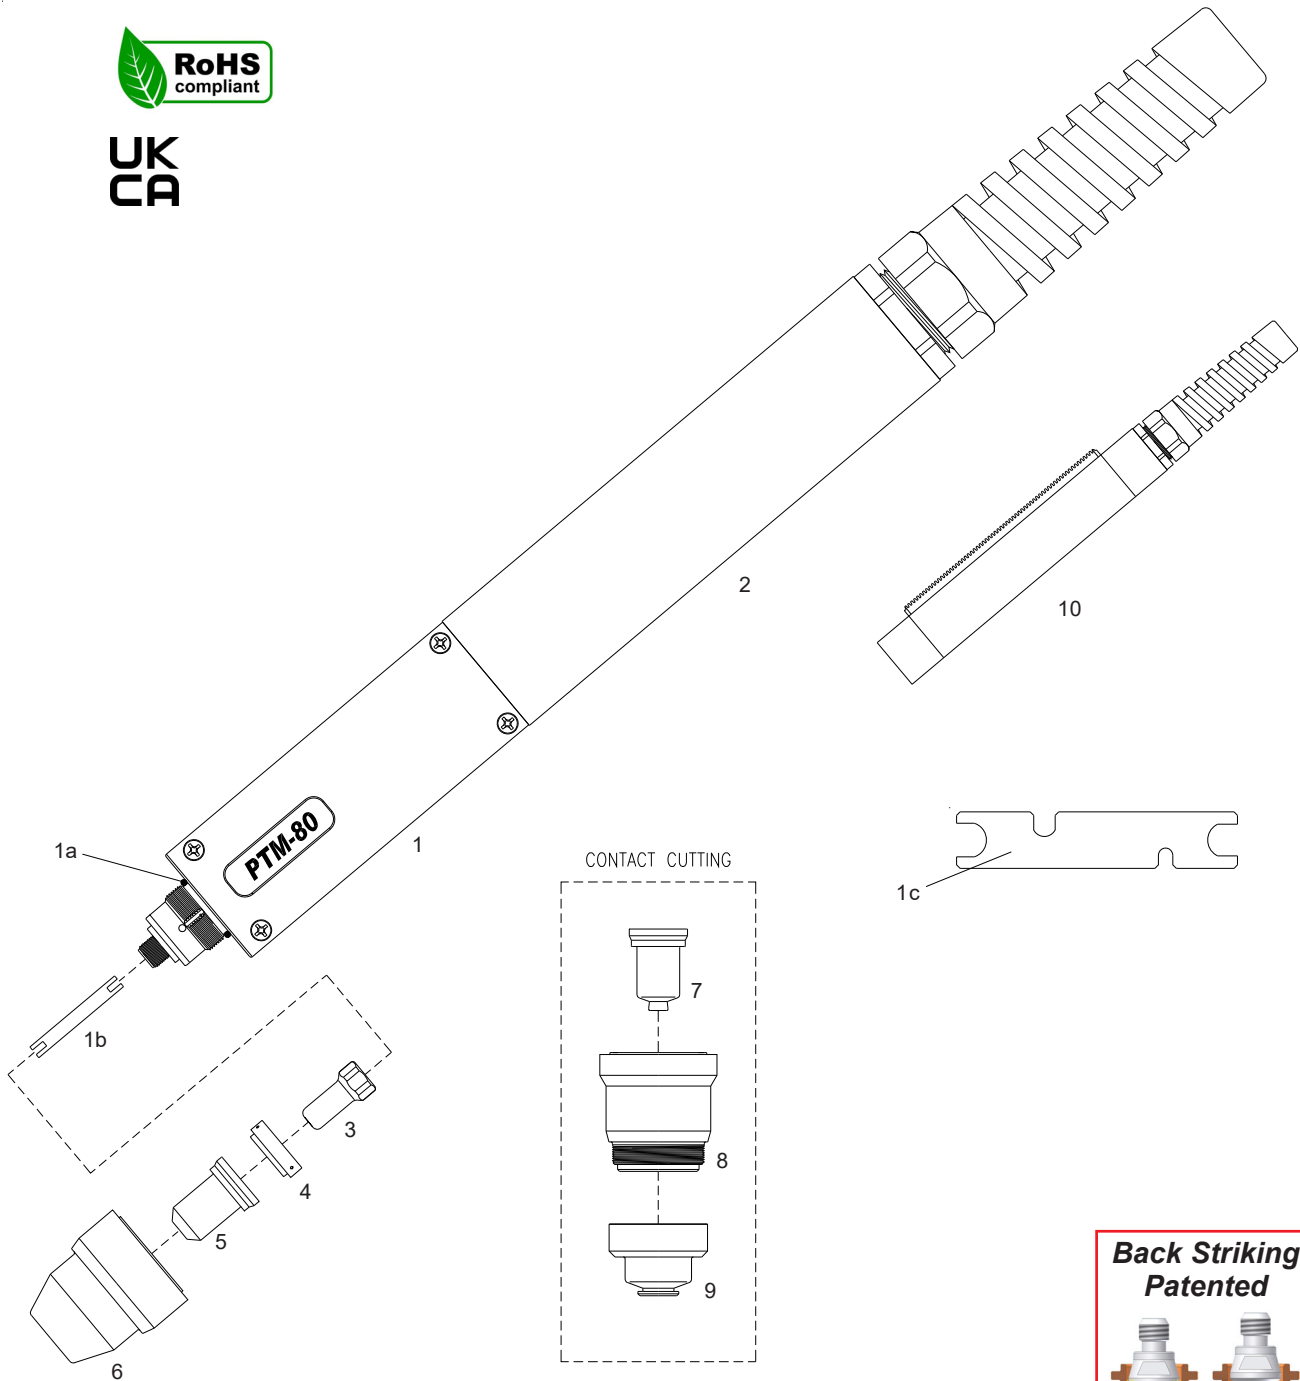 RoHS
compliant
UK
CA
2
10
1
1a
PTM-80
CONTACT CUTTING
1c
7
1b
3
8
4
5
9
6
Back Striking
Patented